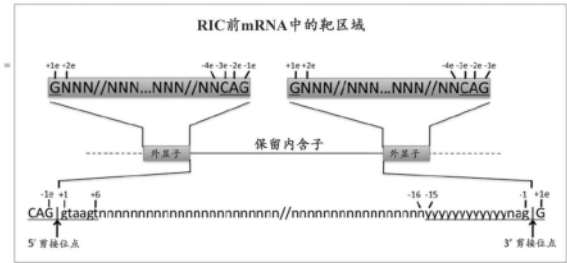 RIC前mRNA中的靶区域
+1e +2e -4e -3e -2e -1e +1e +2e -4e -3e -2e -1e
GNNN//NNN...NNN//NNCAG GNNN//NNN...NNN//NNCAG
外显子 保留内含子 外显子
-1e +1 +6 -16 -15 -1 +1e
CAG gtaagtnnnnnnnnnnnnnnnnnnnnnnnnnn//nnnnnnnnnnnnnnnnnnnnyyyyyyyyyyynag G
5' 剪接位点 3' 剪接位点